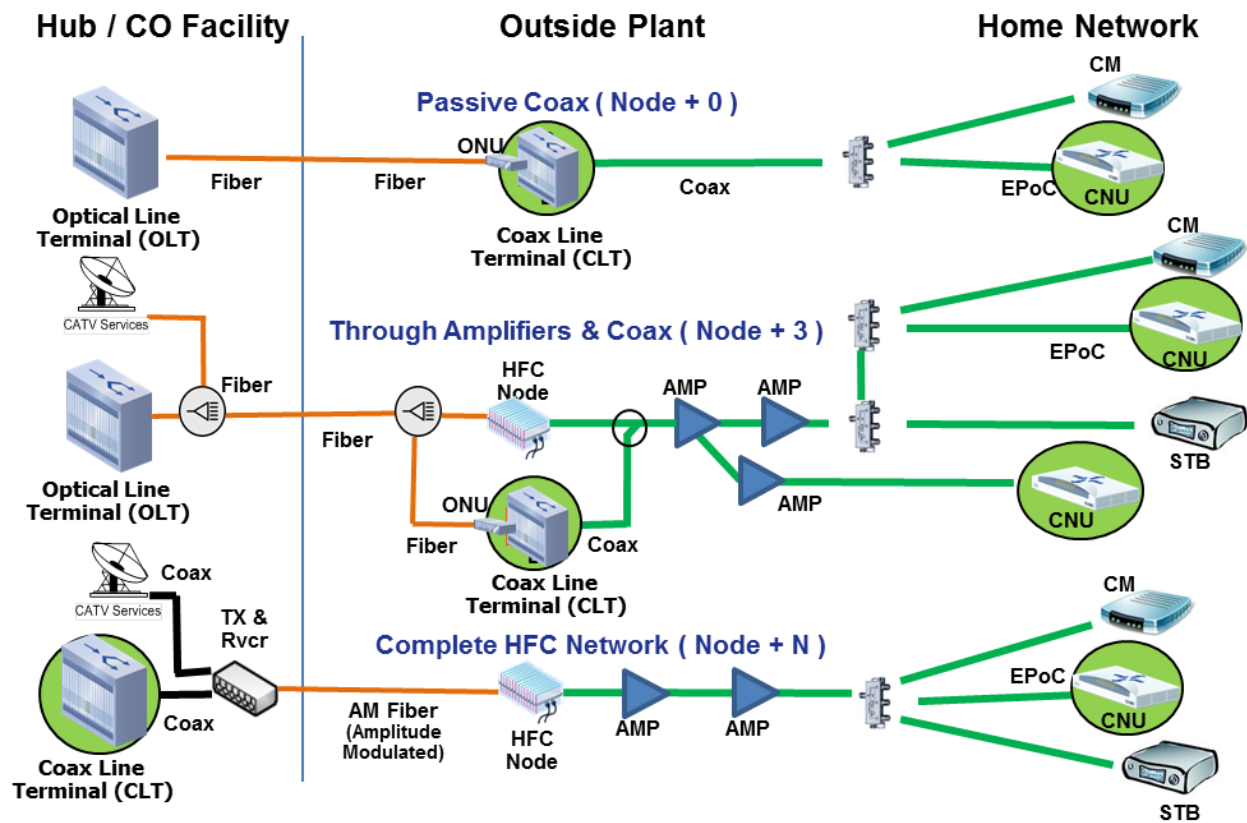 Hub / CO Facility
Outside Plant
Home Network
CM
Passive Coax ( Node + 0 )
ONU
Fiber
Fiber
Coax
EPoC
CNU
Optical Line
Terminal (OLT)
Coax Line
Terminal (CLT)
CM
CATV Services
Through Amplifiers & Coax ( Node + 3 )
EPoC
CNU
HFC
Node
AMP
AMP
Fiber
Fiber
STB
Optical Line
Terminal (OLT)
ONU
AMP
CNU
Fiber
Coax
Coax Line
Terminal (CLT)
Coax
CATV Services
TX &
Rvcr
Complete HFC Network ( Node + N )
CM
EPoC
CNU
Coax
AM Fiber
(Amplitude
Modulated)
HFC
Node
AMP
AMP
Coax Line
Terminal (CLT)
STB